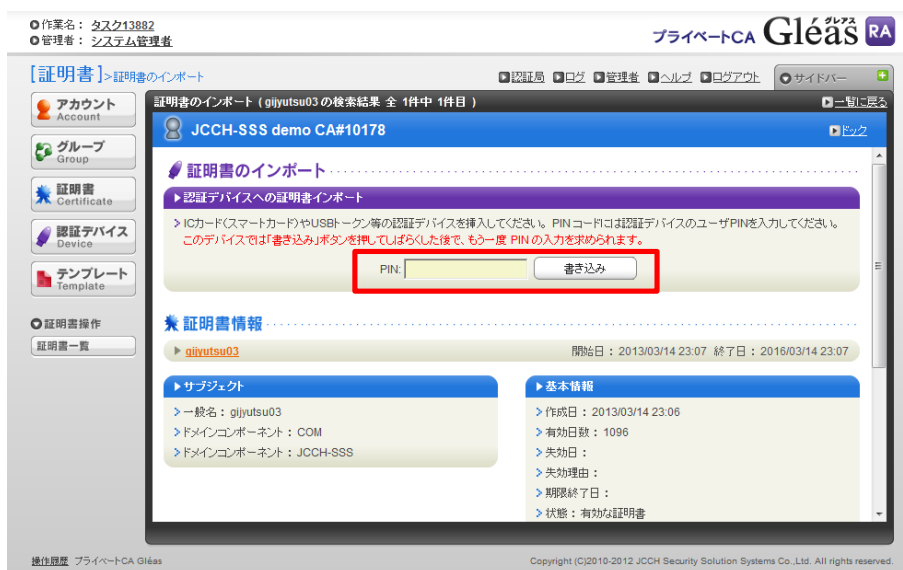 作業名： タスク13882
管理者： システム管理者
プライベートCA Gléas グレアス RA
[証明書]>証明書のインポート
認証局 ログ 管理者 ヘルプ ログアウト
サイドバー
アカウント
Account
グループ
Group
証明書
Certificate
認証デバイス
Device
テンプレート
Template
証明書操作
証明書一覧
証明書のインポート ( gijyutsu03 の検索結果 全 1件中 1件目 )
一覧に戻る
JCCH-SSS demo CA#10178
ドック
証明書のインポート
認証デバイスへの証明書インポート
ICカード(スマートカード)やUSBトークン等の認証デバイスを挿入してください。PINコードには認証デバイスのユーザPINを入力してください。
このデバイスでは「書き込み」ボタンを押してしばらくした後で、もう一度 PIN の入力を求められます。
PIN: 書き込み
証明書情報
gijyutsu03 開始日：2013/03/14 23:07 終了日：2016/03/14 23:07
サブジェクト
一般名：gijyutsu03
ドメインコンポーネント：COM
ドメインコンポーネント：JCCH-SSS
基本情報
作成日：2013/03/14 23:06
有効日数：1096
失効日：
失効理由：
期限終了日：
状態：有効な証明書
操作履歴 プライベートCA Gléas
Copyright (C)2010-2012 JCCH Security Solution Systems Co.,Ltd. All rights reserved.